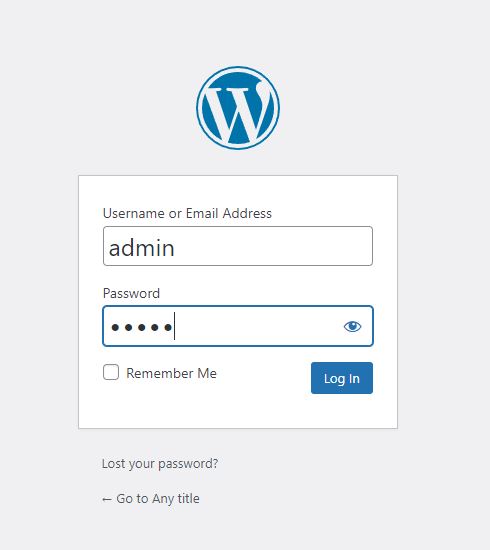 Username or Email Address
admin
Password
•••••
Remember Me
Log In
Lost your password?
← Go to Any title